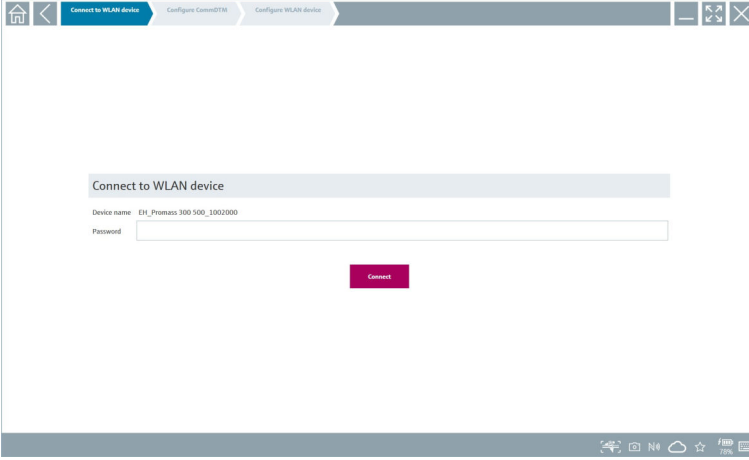 Connect to WLAN device
Configure CommDTM
Configure WLAN device
Connect to WLAN device
Device name EH_Promass 300 500_1002000
Password
Connect
78%